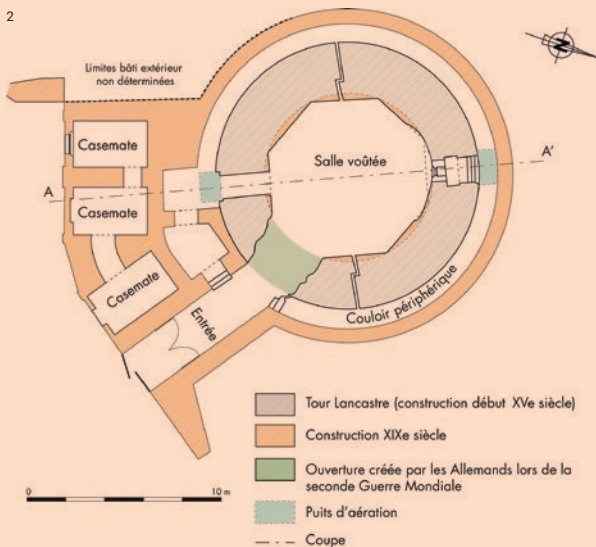 2
Limites bâti extérieur
non déterminées
N
Casemate
Salle voûtée
A'
A
Casemate
Casemate
Entrée
Couloir périphérique
Tour Lancastre (construction début XVe siècle)
Construction XIXe siècle
Ouverture créée par les Allemands lors de la
seconde Guerre Mondiale
Puits d'aération
Coupe
0
10 m